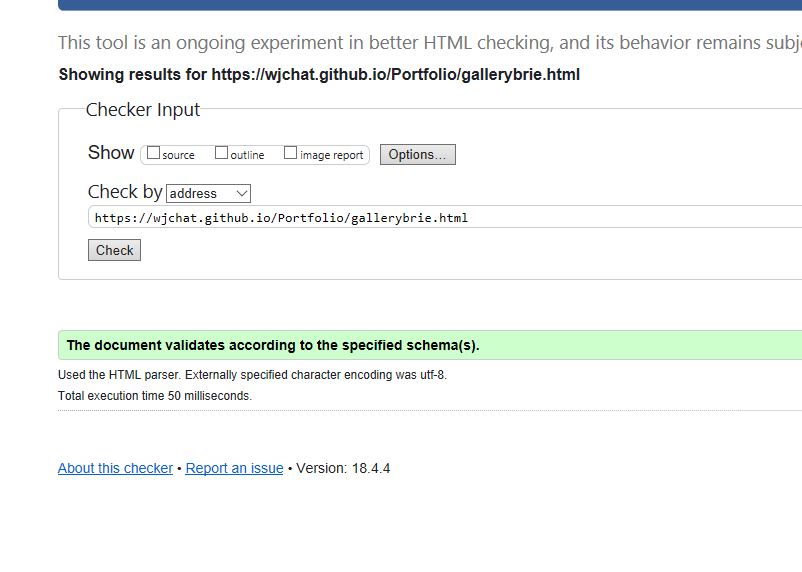 This tool is an ongoing experiment in better HTML checking, and its behavior remains
Showing results for https://wjchat.github.io/Portfolio/gallerybrie.html
Checker Input
Show source outline image report Options...
Check by address
https://wjchat.github.io/Portfolio/gallerybrie.html
Check
The document validates according to the specified schema(s).
Used the HTML parser. Externally specified character encoding was utf-8.
Total execution time 50 milliseconds.
About this checker • Report an issue • Version: 18.4.4